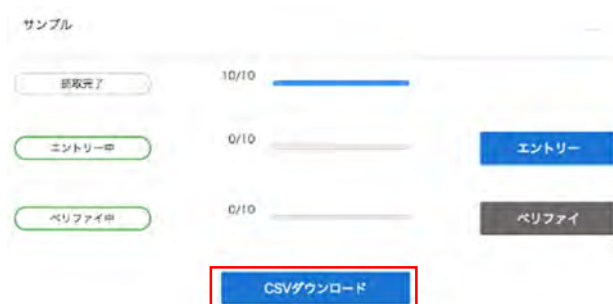 サンプル
読取完了 10/10
エントリー中 0/10 エントリー
ベリファイ中 0/10 ベリファイ
CSVダウンロード